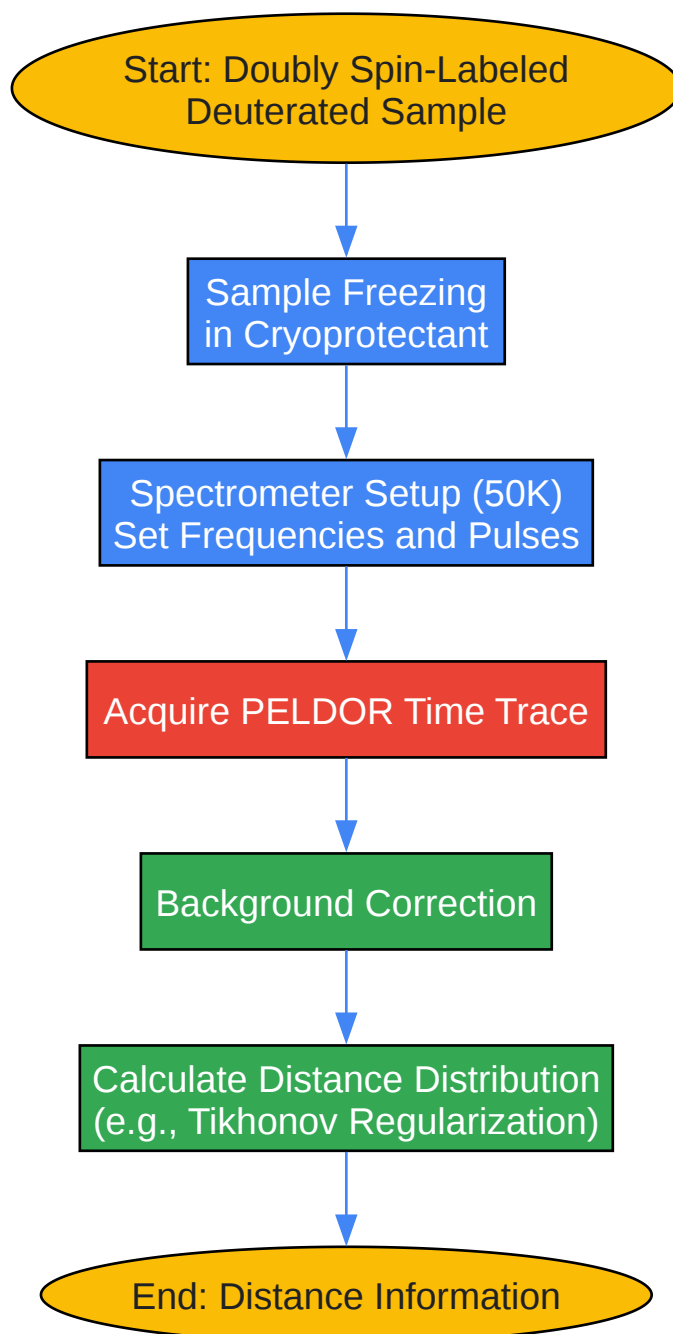 Start: Doubly Spin-Labeled
Deuterated Sample
Sample Freezing
in Cryoprotectant
Spectrometer Setup (50K)
Set Frequencies and Pulses
Acquire PELDOR Time Trace
Background Correction
Calculate Distance Distribution
(e.g., Tikhonov Regularization)
End: Distance Information